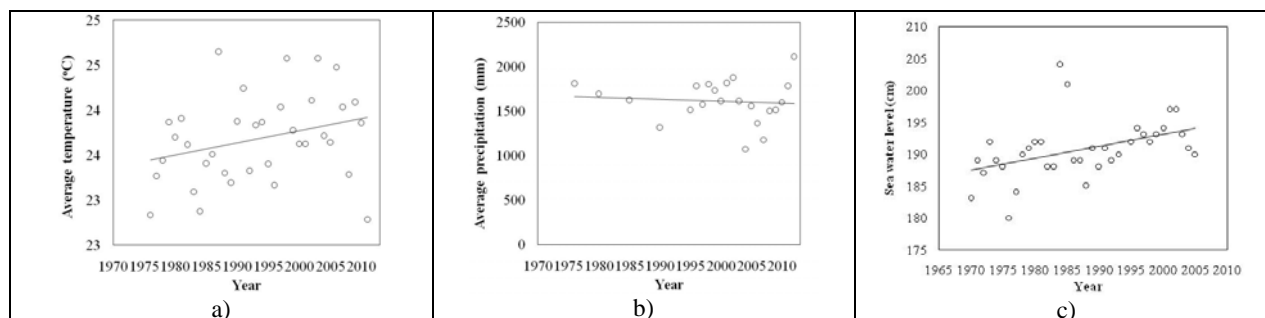 25
25
24
24
23
23
1970 1975 1980 1985 1990 1995 2000 2005 2010
Average temperature (°C)
Year
a)
2500
2000
1500
1000
500
0
1970 1975 1980 1985 1990 1995 2000 2005 2010
Average precipitation (mm)
Year
b)
210
205
200
195
190
185
180
175
1965 1970 1975 1980 1985 1990 1995 2000 2005 2010
Sea water level (cm)
Year
c)